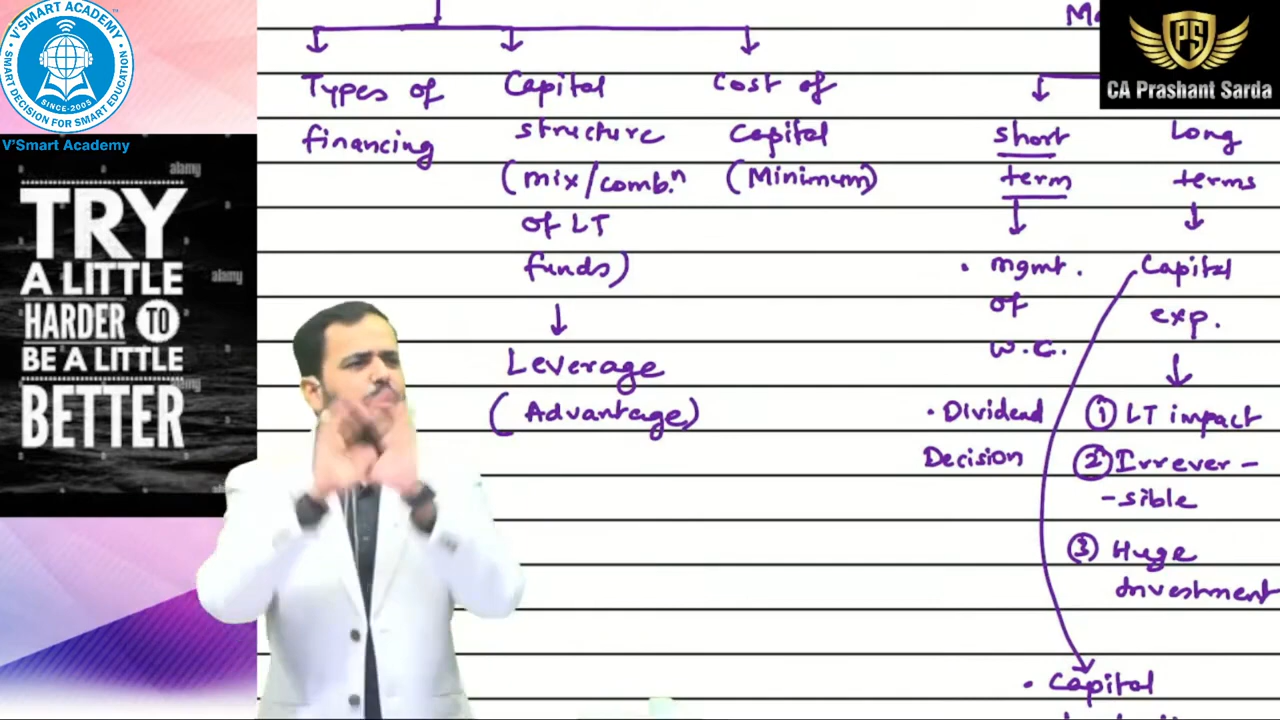 V'SMART ACADEMY
SMART DECISION FOR SMART EDUCATION
SINCE-2005
V'Smart Academy
alamy
TRY
A LITTLE
HARDER TO
BE A LITTLE
BETTER
alamy
PS
CA Prashant Sarda
Types of
financing
Capital
structure
(mix/comb.n
of LT
funds)
Leverage
(Advantage)
Cost of
Capital
(Minimum)
short
term
• mgmt.
of
w.c.
• Dividend
Decision
Long
terms
Capital
exp.
① LT impact
② Irrever -
- sible
③ Huge
Investment
• Capital